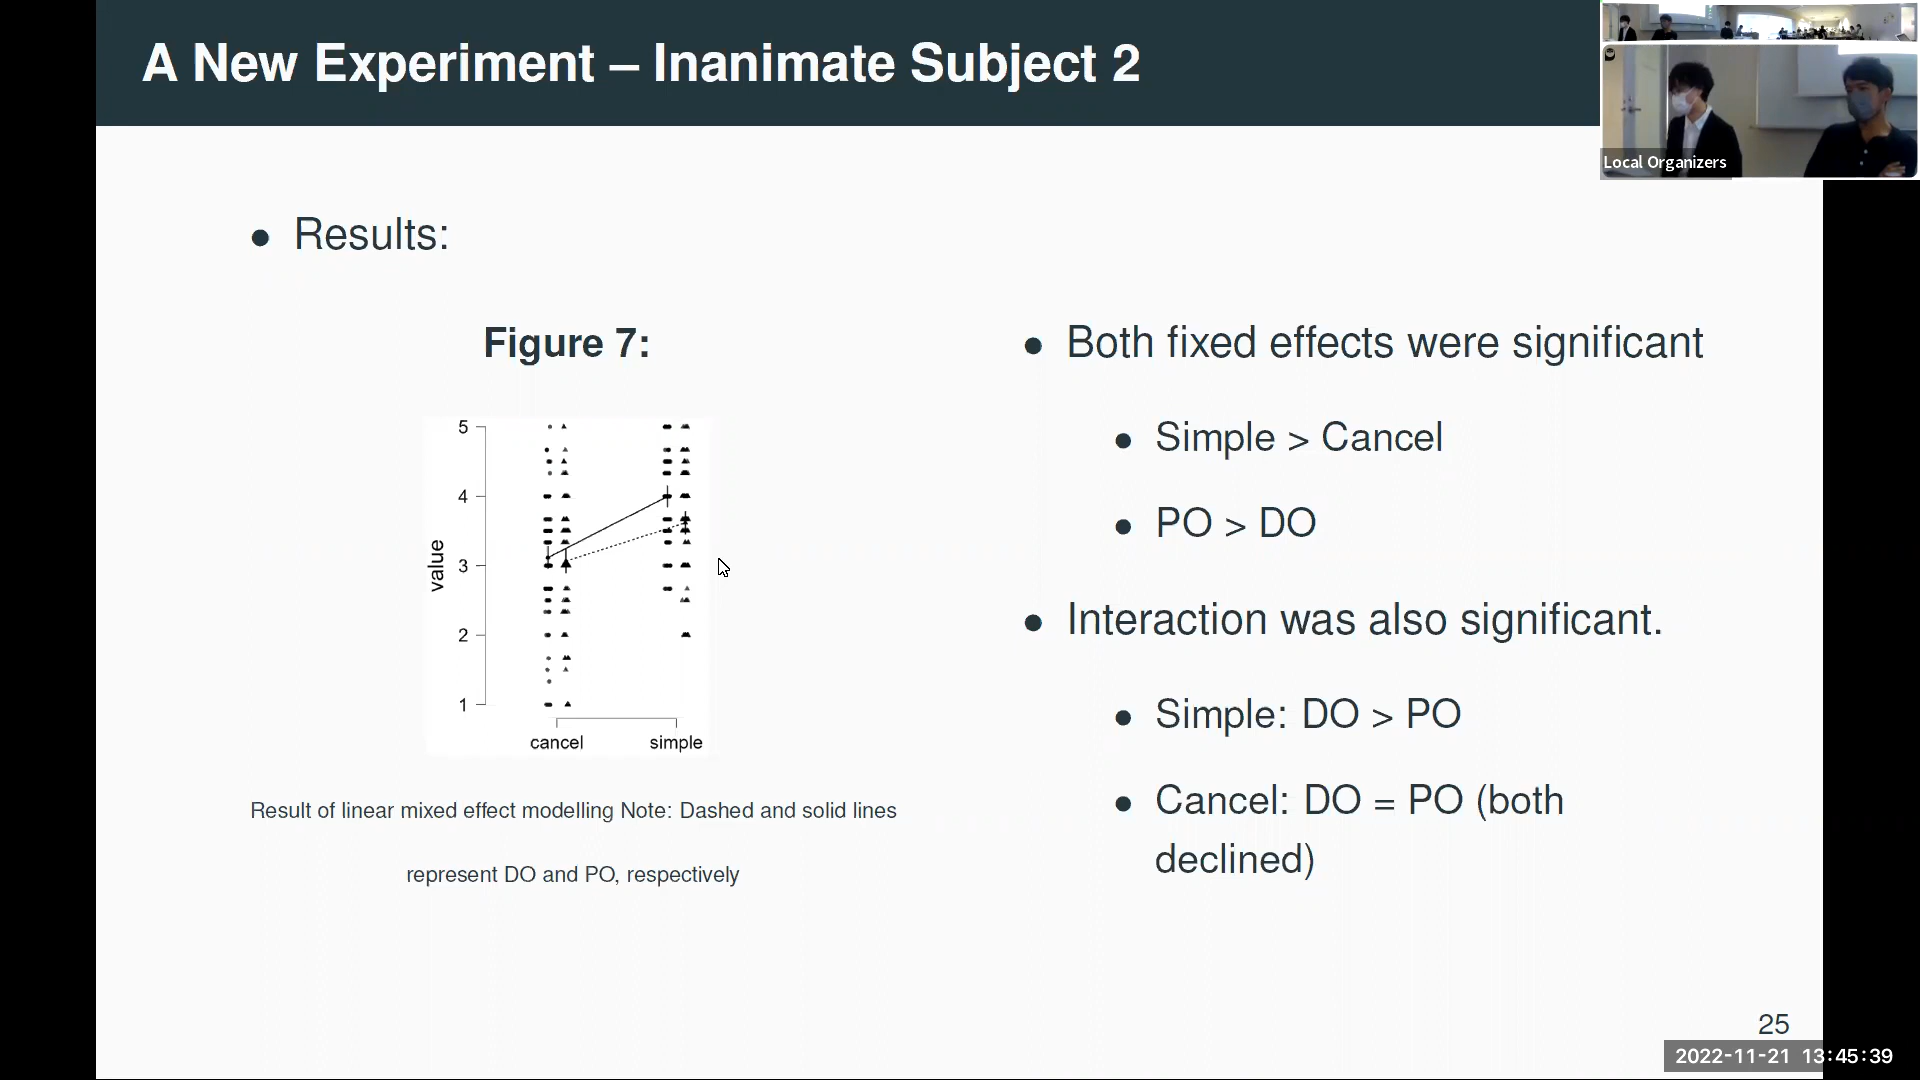 A New Experiment – Inanimate Subject 2
Local Organizers
• Results:
Figure 7:
5
4
3
2
1
value
cancel simple
Result of linear mixed effect modelling Note: Dashed and solid lines
represent DO and PO, respectively
• Both fixed effects were significant
• Simple > Cancel
• PO > DO
• Interaction was also significant.
• Simple: DO > PO
• Cancel: DO = PO (both
declined)
25
2022-11-21 13:45:39